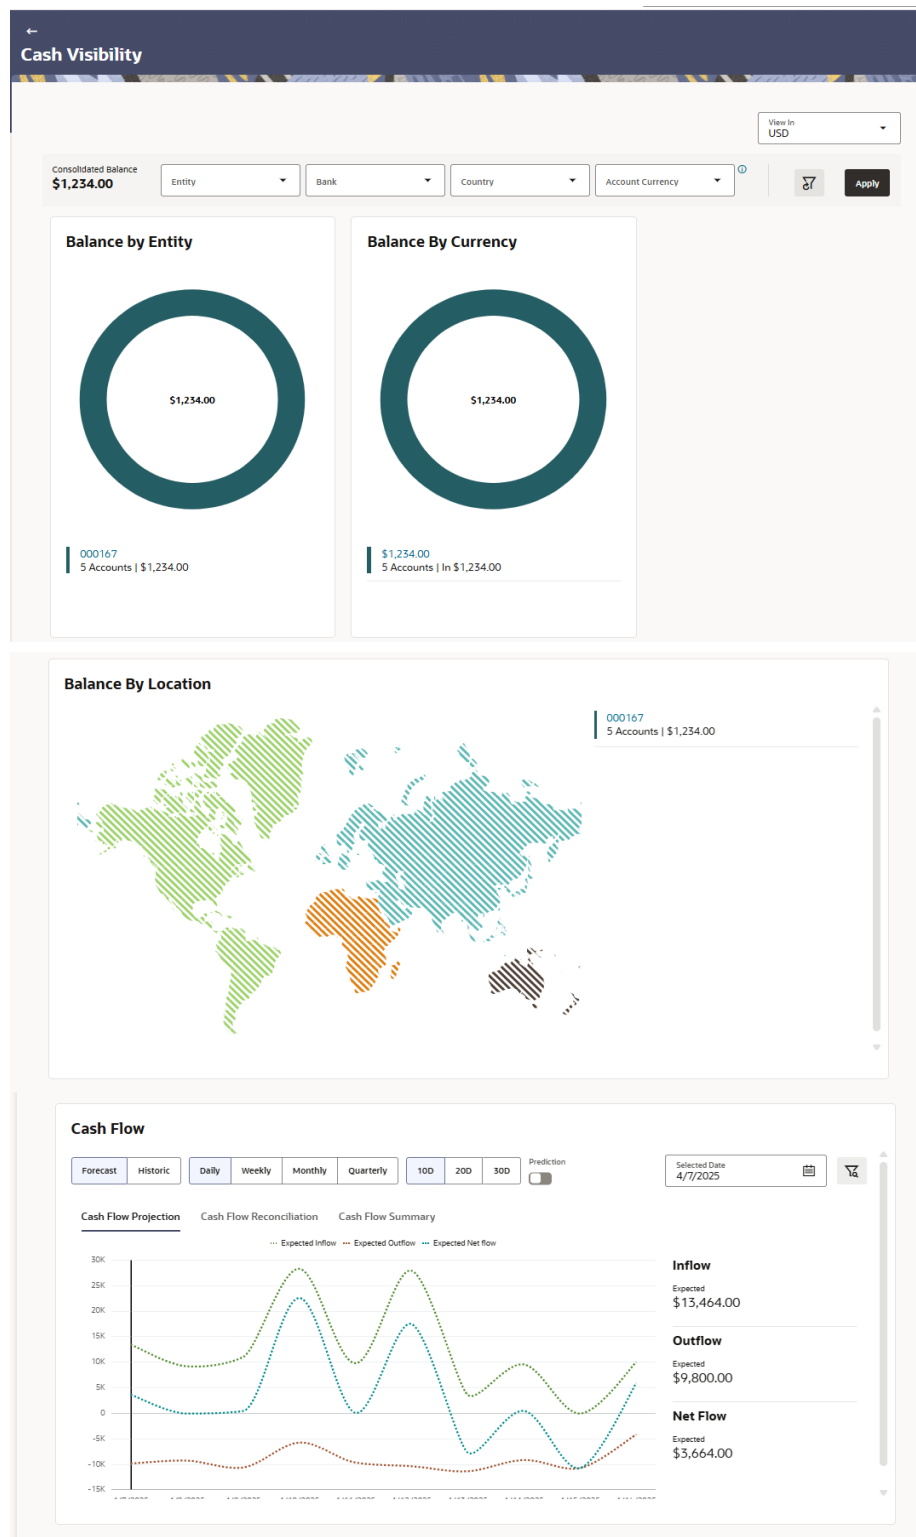 ←
Cash Visibility
View In
USD
Consolidated Balance
$1,234.00
Entity
Bank
Country
Account Currency
Apply
Balance by Entity
$1,234.00
000167
5 Accounts | $1,234.00
Balance By Currency
$1,234.00
$1,234.00
5 Accounts | In $1,234.00
Balance By Location
000167
5 Accounts | $1,234.00
Cash Flow
Forecast Historic Daily Weekly Monthly Quarterly 10D 20D 30D
Prediction
Selected Date
4/7/2025
Cash Flow Projection Cash Flow Reconciliation Cash Flow Summary
Expected Inflow Expected Outflow Expected Net flow
30K
25K
20K
15K
10K
5K
0
-5K
-10K
-15K
Inflow
Expected
$13,464.00
Outflow
Expected
$9,800.00
Net Flow
Expected
$3,664.00